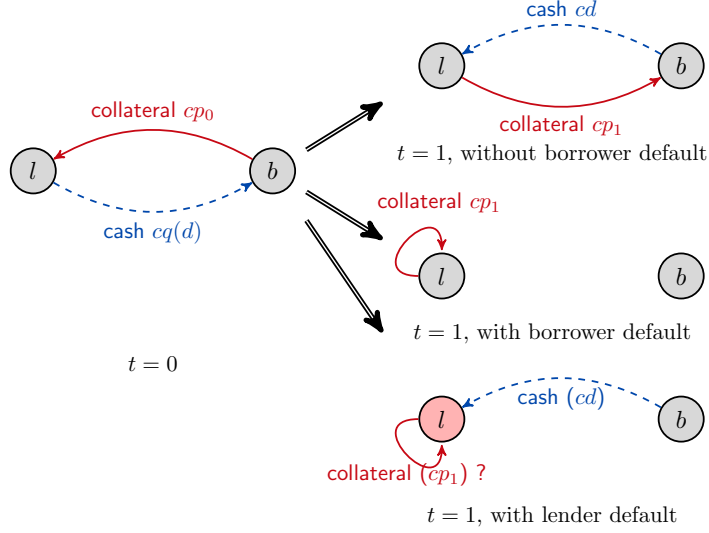 cash cd
l
b
collateral cp₁
t = 1, without borrower default
collateral cp₀
l
b
cash cq(d)
collateral cp₁
l
b
t = 1, with borrower default
t = 0
l
cash (cd)
b
collateral (cp₁) ?
t = 1, with lender default